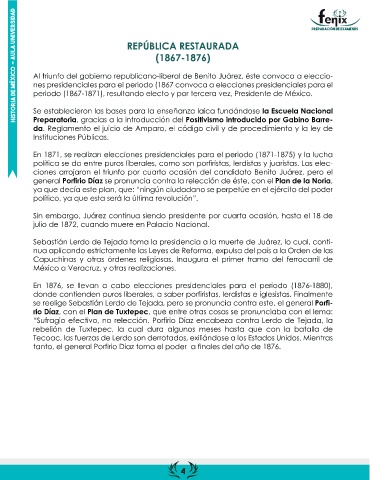 HISTORIA DE MÉXICO – AULA UNIVERSIDAD
fenix
PREPARACIÓN DE EXÁMENES
REPÚBLICA RESTAURADA
(1867-1876)
Al triunfo del gobierno republicano-liberal de Benito Juárez, éste convoca a eleccio-
nes presidenciales para el periodo (1867 convoca a elecciones presidenciales para el
periodo (1867-1871), resultando electo y por tercera vez, Presidente de México.
Se establecieron las bases para la enseñanza laica fundándose la Escuela Nacional
Preparatoria, gracias a la introducción del Positivismo introducido por Gabino Barre-
da. Reglamento el juicio de Amparo, el código civil y de procedimiento y la ley de
Instituciones Públicas.
En 1871, se realizan elecciones presidenciales para el periodo (1871-1875) y la lucha
política se da entre puros liberales, como son porfiristas, lerdistas y juaristas. Las elec-
ciones arrojaron el triunfo por cuarta ocasión del candidato Benito Juárez, pero el
general Porfirio Díaz se pronuncia contra la relección de éste, con el Plan de la Noria,
ya que decía este plan, que: "ningún ciudadano se perpetúe en el ejército del poder
político, ya que esta será la última revolución".
Sin embargo, Juárez continua siendo presidente por cuarta ocasión, hasta el 18 de
julio de 1872, cuando muere en Palacio Nacional.
Sebastián Lerdo de Tejada toma la presidencia a la muerte de Juárez, lo cual, conti-
nua aplicando estrictamente las Leyes de Reforma, expulsa del país a la Orden de las
Capuchinas y otras órdenes religiosas. Inaugura el primer tramo del ferrocarril de
México a Veracruz, y otras realizaciones.
En 1876, se llevan a cabo elecciones presidenciales para el periodo (1876-1880),
donde contienden puros liberales, a saber porfiristas, lerdistas e iglesistas. Finalmente
se reelige Sebastián Lerdo de Tejada, pero se pronuncia contra este, el general Porfi-
rio Díaz, con el Plan de Tuxtepec, que entre otras cosas se pronunciaba con el lema:
"Sufragio efectivo, no relección. Porfirio Díaz encabeza contra Lerdo de Tejada, la
rebelión de Tuxtepec, la cual dura algunos meses hasta que con la batalla de
Tecoac, las fuerzas de Lerdo son derrotados, exiliándose a los Estados Unidos. Mientras
tanto, el general Porfirio Díaz toma el poder a finales del año de 1876.
4